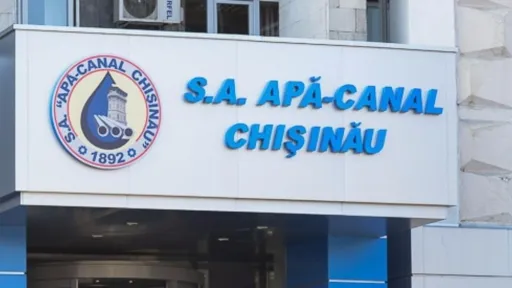 S.A. "APĂ-CANAL CHIŞINĂU"
1892
S.A. APĂ-CANAL
CHIŞINĂU